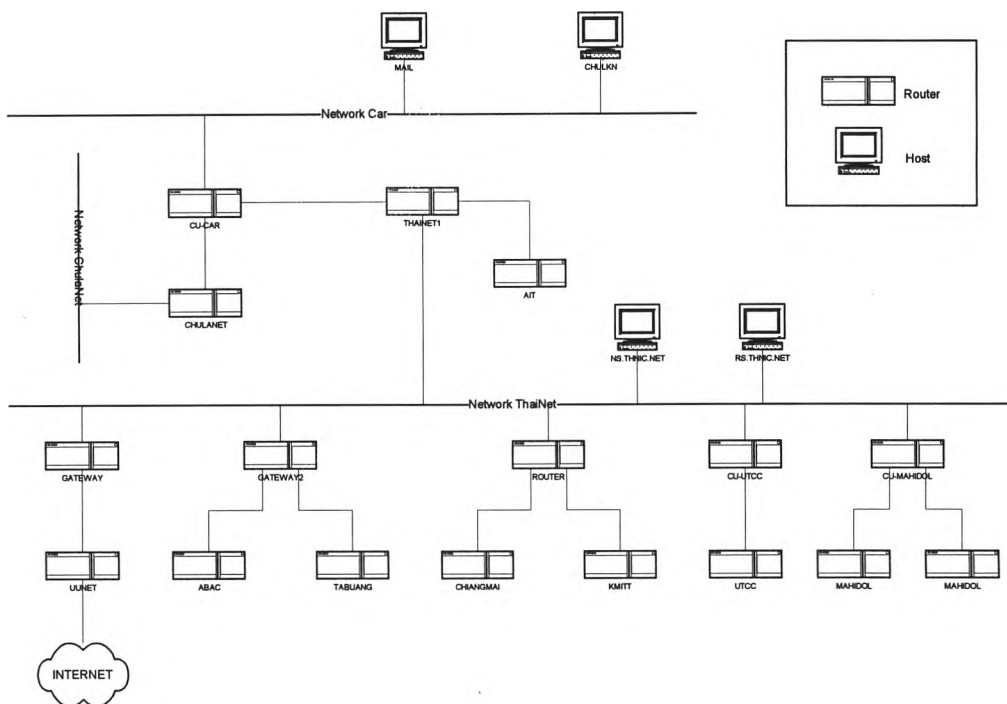 MAIL
CHULKN
Network Car
Router
Host
Network ChulaNet
CU-CAR
THAINET1
AIT
CHULANET
NS.THNIC.NET
RS.THNIC.NET
Network ThaiNet
GATEWAY
GATEWAY2
ROUTER
CU-UTCC
CU-MAHIDOL
UUNET
ABAC
TABUANG
CHIANGMAI
KMITT
UTCC
MAHIDOL
MAHIDOL
INTERNET